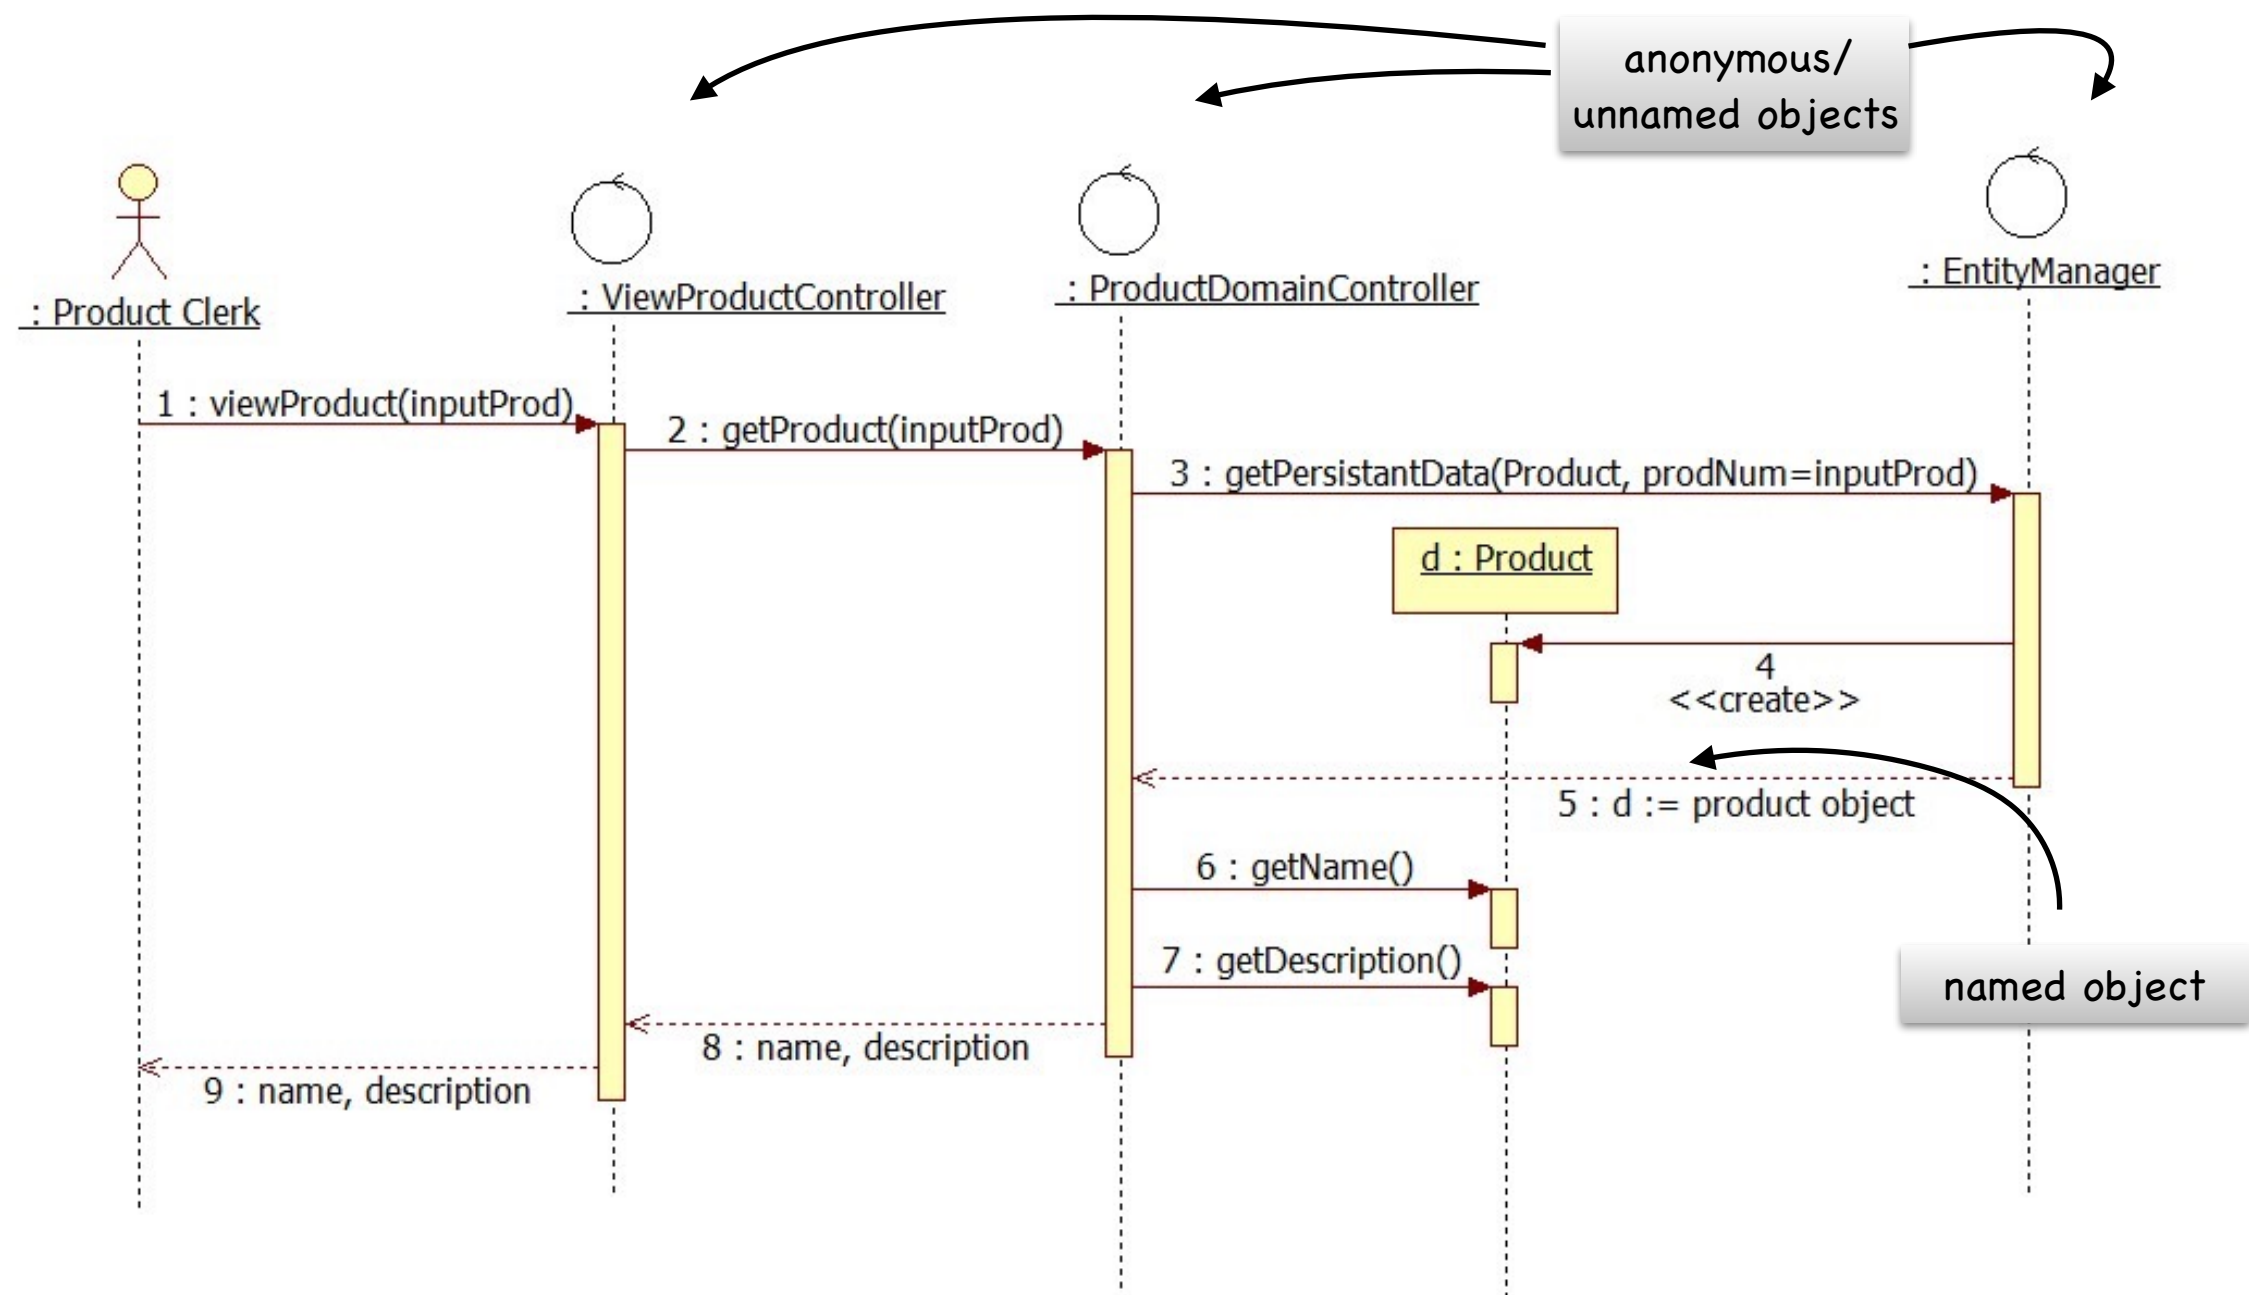 anonymous/
unnamed objects
: Product Clerk
: ViewProductController
: ProductDomainController
: EntityManager
1 : viewProduct(inputProd)
2 : getProduct(inputProd)
3 : getPersistantData(Product, prodNum=inputProd)
d : Product
4
<<create>>
5 : d := product object
6 : getName()
7 : getDescription()
named object
8 : name, description
9 : name, description